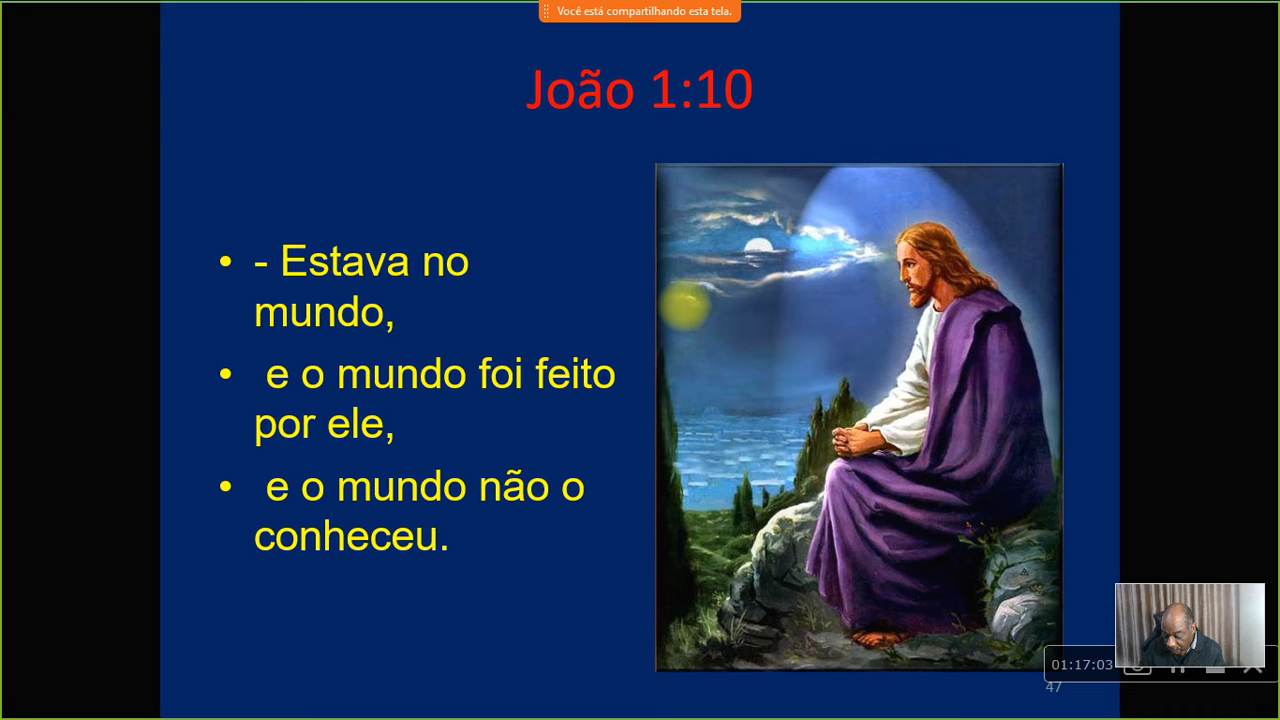 Você está compartilhando esta tela.
João 1:10
• - Estava no
mundo,
• e o mundo foi feito
por ele,
• e o mundo não o
conheceu.
01:17:03
47